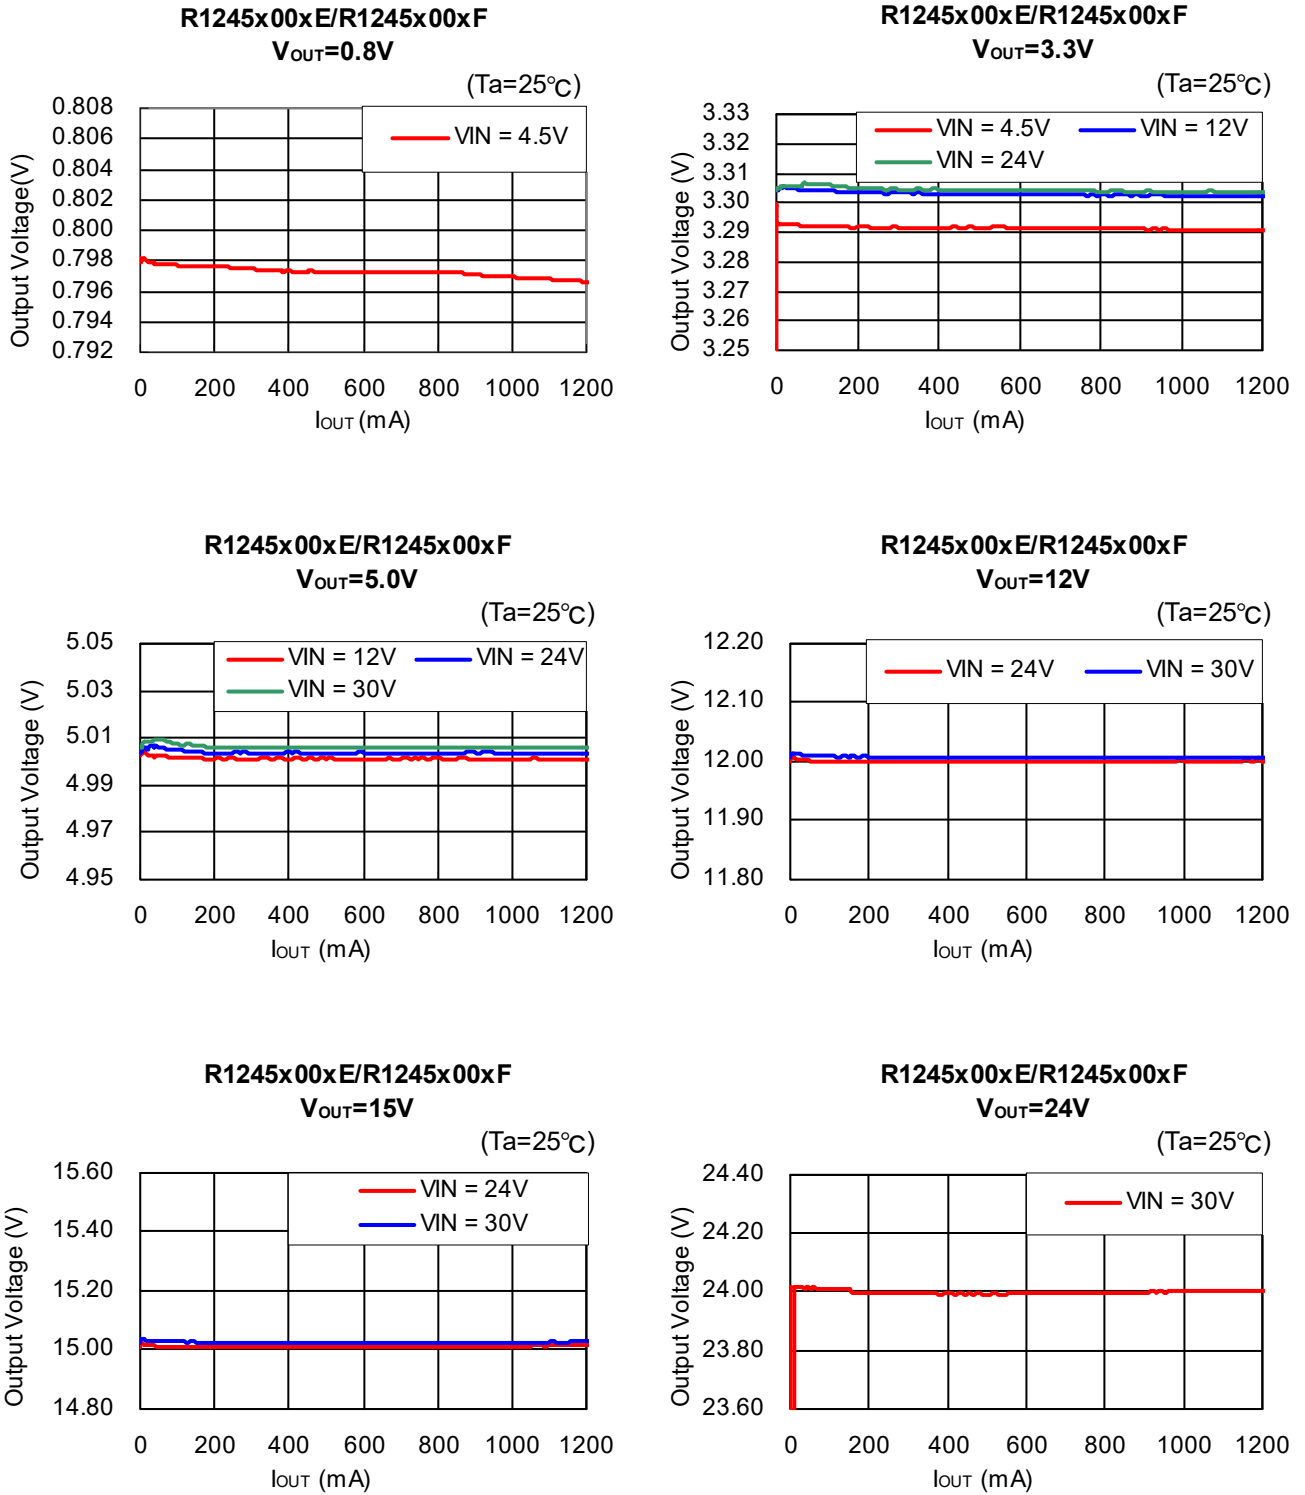 R1245x00xE/R1245x00xF
VOUT=0.8V
(Ta=25℃)
VIN = 4.5V
0.808
0.806
0.804
0.802
0.800
0.798
0.796
0.794
0.792
Output Voltage(V)
0 200 400 600 800 1000 1200
IOUT (mA)
R1245x00xE/R1245x00xF
VOUT=3.3V
(Ta=25℃)
VIN = 4.5V VIN = 12V
VIN = 24V
3.33
3.32
3.31
3.30
3.29
3.28
3.27
3.26
3.25
Output Voltage (V)
0 200 400 600 800 1000 1200
IOUT (mA)
R1245x00xE/R1245x00xF
VOUT=5.0V
(Ta=25℃)
VIN = 12V VIN = 24V
VIN = 30V
5.05
5.03
5.01
4.99
4.97
4.95
Output Voltage (V)
0 200 400 600 800 1000 1200
IOUT (mA)
R1245x00xE/R1245x00xF
VOUT=12V
(Ta=25℃)
VIN = 24V VIN = 30V
12.20
12.10
12.00
11.90
11.80
Output Voltage (V)
0 200 400 600 800 1000 1200
IOUT (mA)
R1245x00xE/R1245x00xF
VOUT=15V
(Ta=25℃)
VIN = 24V
VIN = 30V
15.60
15.40
15.20
15.00
14.80
Output Voltage (V)
0 200 400 600 800 1000 1200
IOUT (mA)
R1245x00xE/R1245x00xF
VOUT=24V
(Ta=25℃)
VIN = 30V
24.40
24.20
24.00
23.80
23.60
Output Voltage (V)
0 200 400 600 800 1000 1200
IOUT (mA)